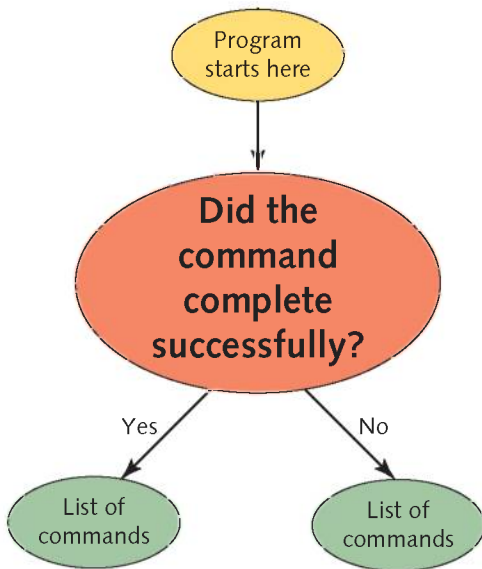 Program
starts here
Did the
command
complete
successfully?
Yes
No
List of
commands
List of
commands